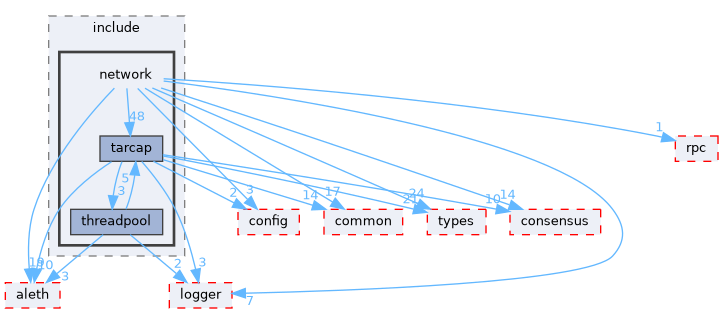 include
network
48
1
tarcap
rpc
5
3
2
3
14
17
21
24
10
14
threadpool
config
common
types
consensus
10
3
2
3
aleth
logger
7